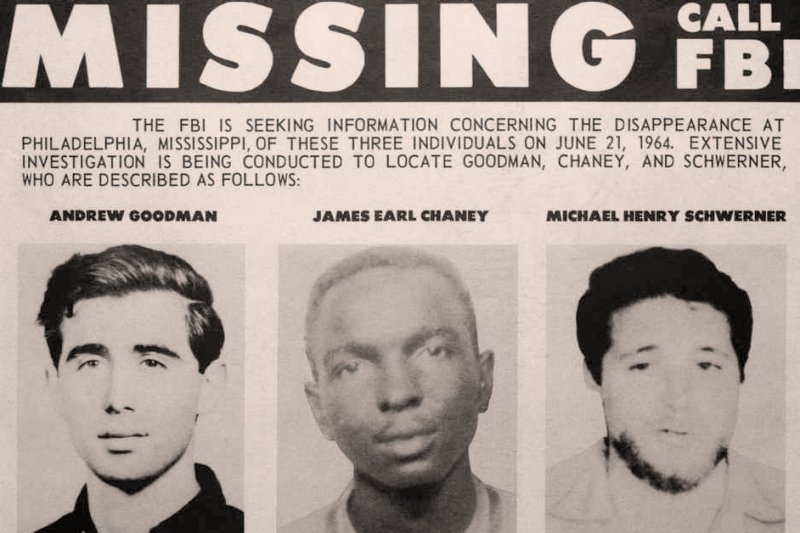 MISSING CALL
FBI
THE FBI IS SEEKING INFORMATION CONCERNING THE DISAPPEARANCE AT
PHILADELPHIA, MISSISSIPPI, OF THESE THREE INDIVIDUALS ON JUNE 21, 1964. EXTENSIVE
INVESTIGATION IS BEING CONDUCTED TO LOCATE GOODMAN, CHANEY, AND SCHWERNER,
WHO ARE DESCRIBED AS FOLLOWS:
ANDREW GOODMAN JAMES EARL CHANEY MICHAEL HENRY SCHWERNER